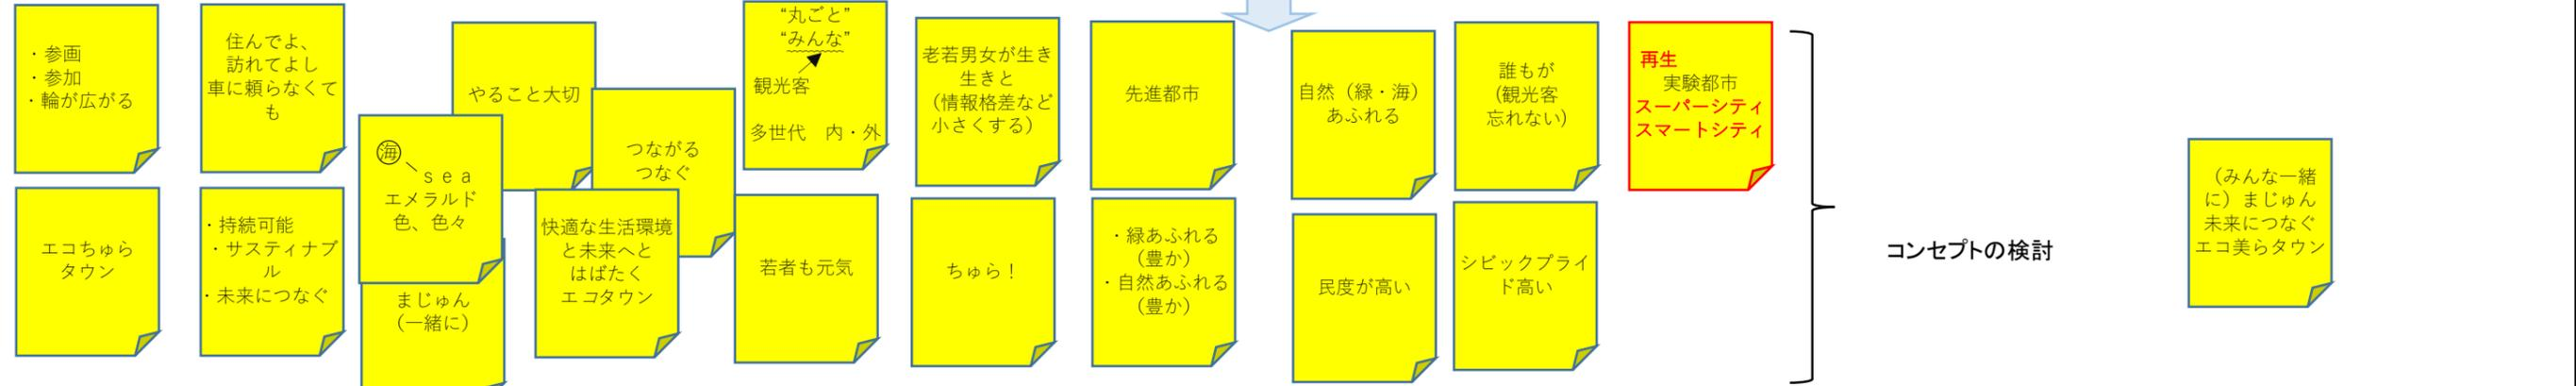 ・参画
・参加
・輪が広がる
住んでよ、
訪れてよし
車に頼らなくて
も
やること大切
“丸ごと”
“みんな”
観光客
多世代　内・外
老若男女が生き
生きと
（情報格差など
小さくする）
先進都市
自然（緑・海）
あふれる
誰もが
(観光客
忘れない)
再生
実験都市
スーパーシティ
スマートシティ
海
ｓｅａ
エメラルド
色、色々
つながる
つなぐ
エコちゅら
タウン
・持続可能
・サスティナブ
ル
・未来につなぐ
まじゅん
（一緒に）
快適な生活環境
と未来へと
はばたく
エコタウン
若者も元気
ちゅら！
・緑あふれる
（豊か）
・自然あふれる
（豊か）
民度が高い
シビックプライ
ド高い
コンセプトの検討
（みんな一緒
に）まじゅん
未来につなぐ
エコ美らタウン